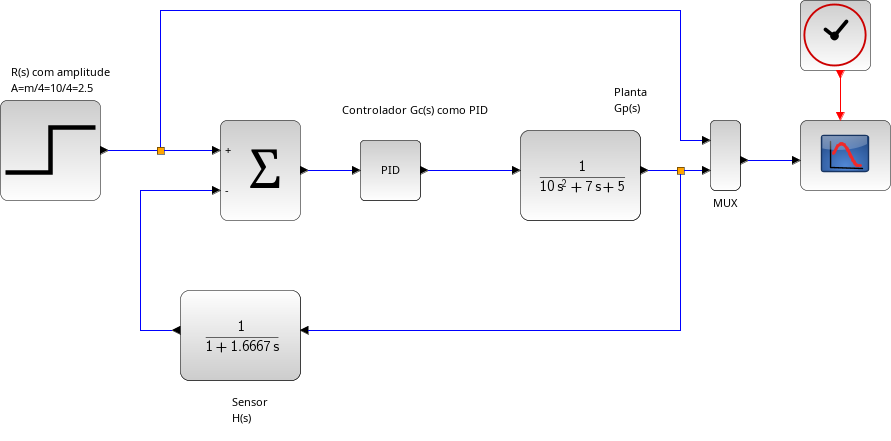 R(s) com amplitude
A=m/4=10/4=2.5
Planta
Gp(s)
Controlador Gc(s) como PID
+
-
Σ
PID
1
10 s² + 7 s + 5
MUX
1
1 + 1.6667 s
Sensor
H(s)